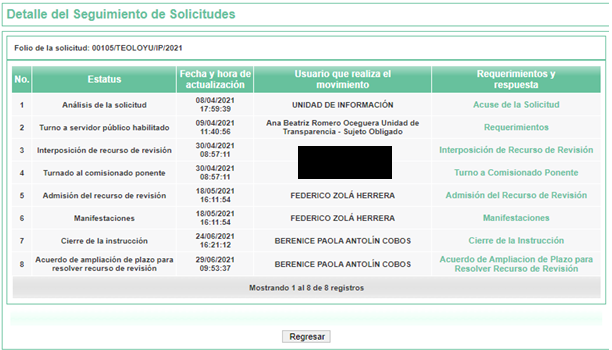 Detalle del Seguimiento de Solicitudes
Folio de la solicitud: 00105/TEOLOYU/IP/2021
No. Estatus Fecha y hora de actualización Usuario que realiza el movimiento Requerimientos y respuesta
1 Análisis de la solicitud 08/04/2021 17:59:39 UNIDAD DE INFORMACIÓN Acuse de la Solicitud
2 Turno a servidor público habilitado 09/04/2021 11:40:56 Ana Beatriz Romero Oceguera Unidad de Transparencia - Sujeto Obligado Requerimientos
3 Interposición de recurso de revisión 30/04/2021 08:57:11 Interposición de Recurso de Revisión
4 Turnado al comisionado ponente 30/04/2021 08:57:11 Turno a Comisionado Ponente
5 Admisión del recurso de revisión 18/05/2021 16:11:54 FEDERICO ZOLÁ HERRERA Admisión del Recurso de Revisión
6 Manifestaciones 18/05/2021 16:11:54 FEDERICO ZOLÁ HERRERA Manifestaciones
7 Cierre de la instrucción 24/06/2021 16:21:12 BERENICE PAOLA ANTOLÍN COBOS Cierre de la Instrucción
8 Acuerdo de ampliación de plazo para resolver recurso de revisión 29/06/2021 09:53:37 BERENICE PAOLA ANTOLÍN COBOS Acuerdo de Ampliacion de Plazo para Resolver Recurso de Revisión
Mostrando 1 al 8 de 8 registros
Regresar